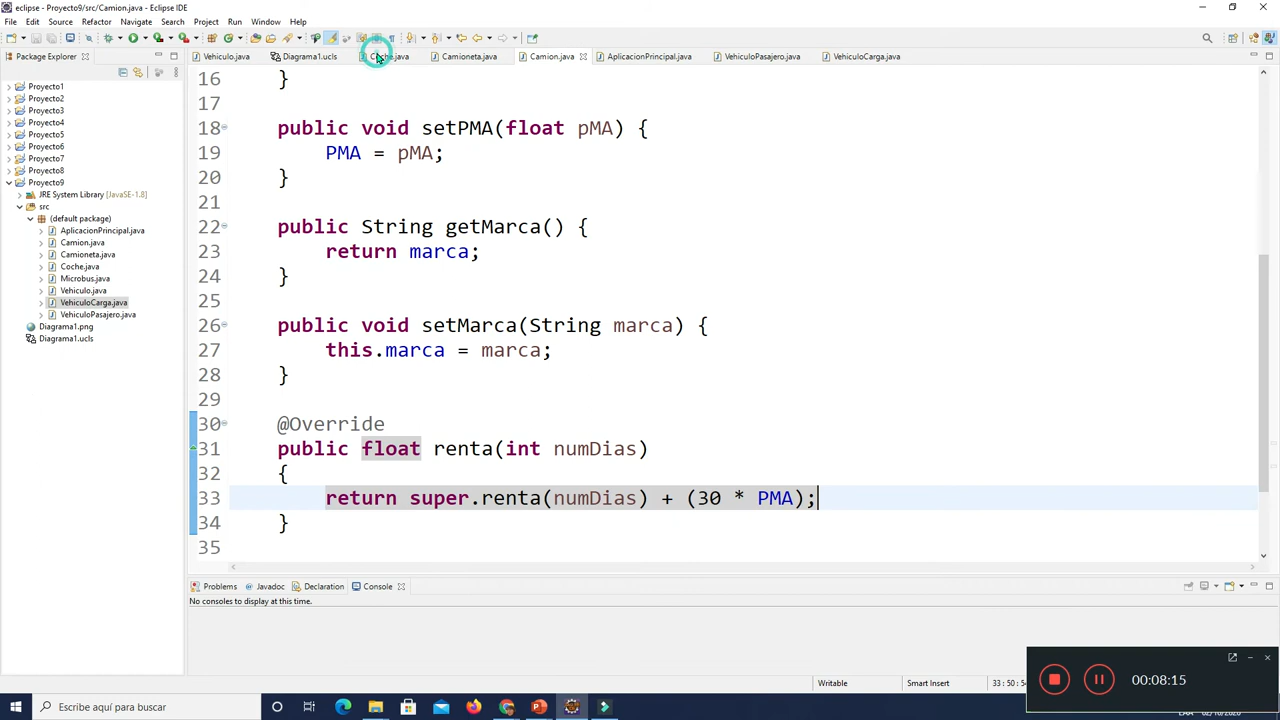 eclipse - Proyecto9/src/Camion.java - Eclipse IDE
File Edit Source Refactor Navigate Search Project Run Window Help
Package Explorer
Vehiculo.java Diagrama1.ucls Coche.java Camioneta.java Camion.java AplicacionPrincipal.java VehiculoPasajero.java VehiculoCarga.java
Proyecto1
Proyecto2
Proyecto3
Proyecto4
Proyecto5
Proyecto6
Proyecto7
Proyecto8
Proyecto9
JRE System Library [JavaSE-1.8]
src
(default package)
AplicacionPrincipal.java
Camion.java
Camioneta.java
Coche.java
Microbus.java
Vehiculo.java
VehiculoCarga.java
VehiculoPasajero.java
Diagrama1.png
Diagrama1.ucls
16 }
17
18 public void setPMA(float pMA) {
19 PMA = pMA;
20 }
21
22 public String getMarca() {
23 return marca;
24 }
25
26 public void setMarca(String marca) {
27 this.marca = marca;
28 }
29
30 @Override
31 public float renta(int numDias)
32 {
33 return super.renta(numDias) + (30 * PMA);
34 }
35
Problems Javadoc Declaration Console
No consoles to display at this time.
Writable Smart Insert
00:08:15
Escribe aquí para buscar